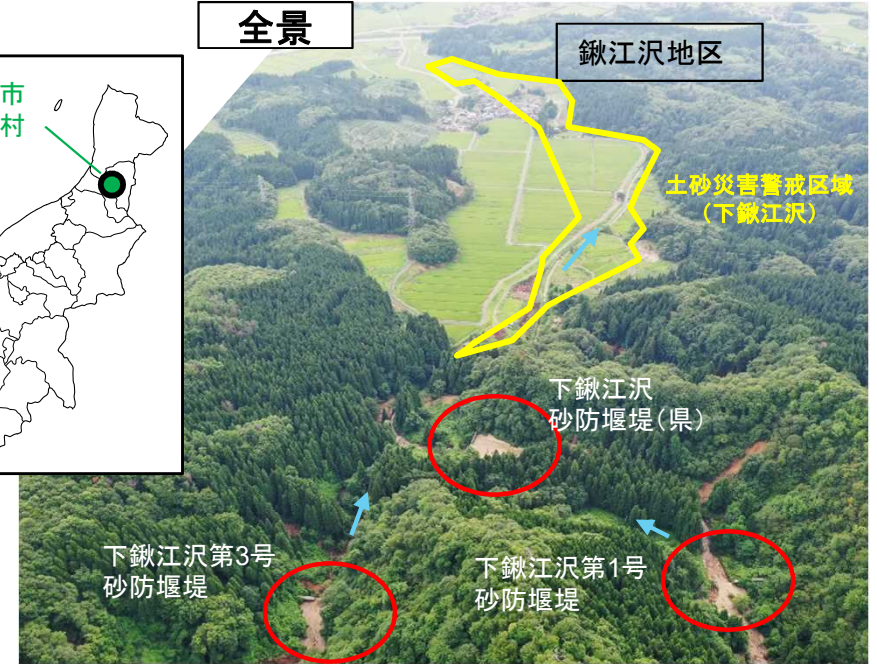 全景
鍬江沢地区
市
村
土砂災害警戒区域
（下鍬江沢）
下鍬江沢
砂防堰堤（県）
下鍬江沢第3号
砂防堰堤
下鍬江沢第1号
砂防堰堤